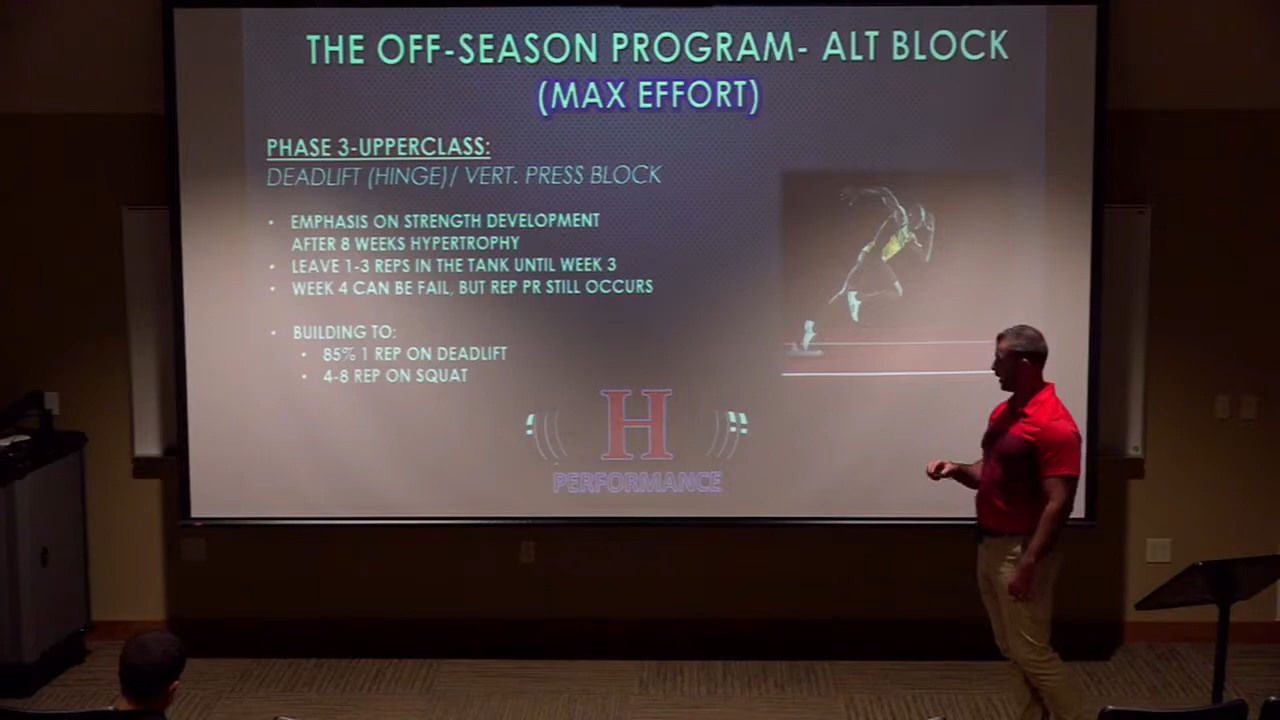 THE OFF-SEASON PROGRAM- ALT BLOCK
(MAX EFFORT)
PHASE 3-UPPERCLASS:
DEADLIFT (HINGE)/ VERT. PRESS BLOCK
• EMPHASIS ON STRENGTH DEVELOPMENT
AFTER 8 WEEKS HYPERTROPHY
• LEAVE 1-3 REPS IN THE TANK UNTIL WEEK 3
• WEEK 4 CAN BE FAIL, BUT REP PR STILL OCCURS
• BUILDING TO:
• 85% 1 REP ON DEADLIFT
• 4-8 REP ON SQUAT
H
PERFORMANCE